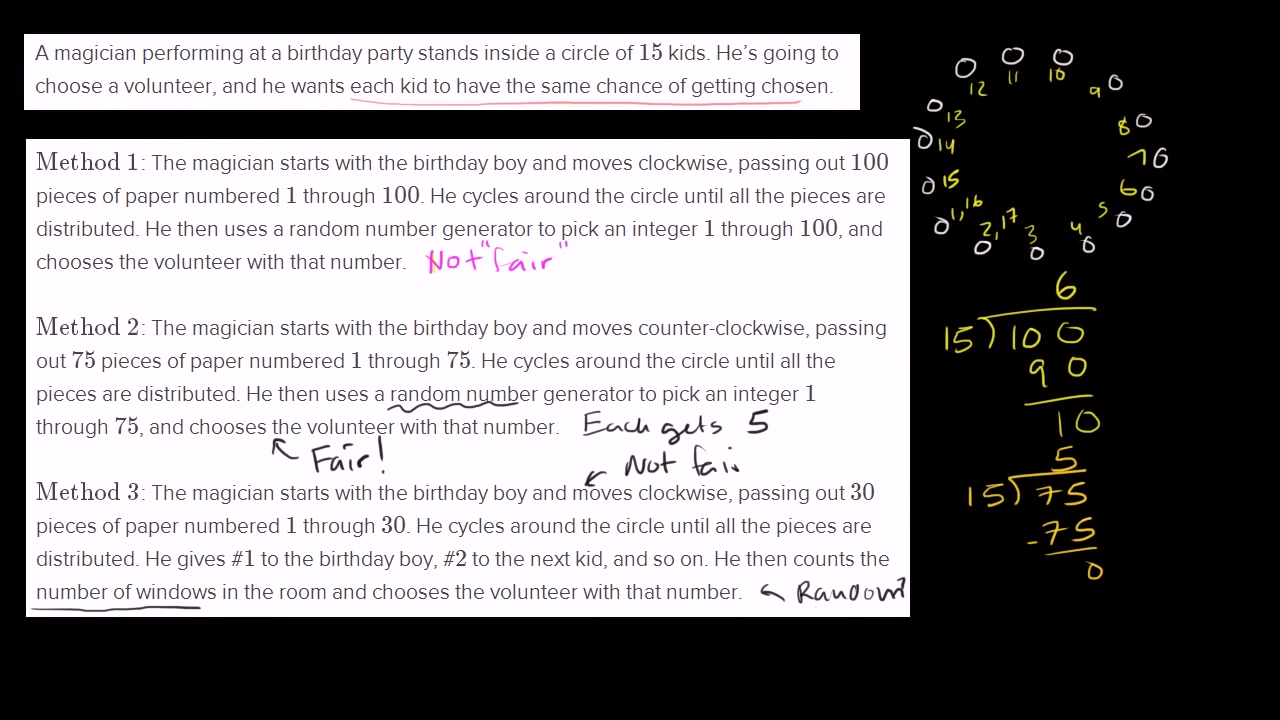 A magician performing at a birthday party stands inside a circle of 15 kids. He's going to
choose a volunteer, and he wants each kid to have the same chance of getting chosen.
Method 1: The magician starts with the birthday boy and moves clockwise, passing out 100
pieces of paper numbered 1 through 100. He cycles around the circle until all the pieces are
distributed. He then uses a random number generator to pick an integer 1 through 100, and
chooses the volunteer with that number. Not "fair"
Method 2: The magician starts with the birthday boy and moves counter-clockwise, passing
out 75 pieces of paper numbered 1 through 75. He cycles around the circle until all the
pieces are distributed. He then uses a random number generator to pick an integer 1
through 75, and chooses the volunteer with that number. Each gets 5
Fair!
Not fai
Method 3: The magician starts with the birthday boy and moves clockwise, passing out 30
pieces of paper numbered 1 through 30. He cycles around the circle until all the pieces are
distributed. He gives #1 to the birthday boy, #2 to the next kid, and so on. He then counts the
number of windows in the room and chooses the volunteer with that number. Random?
12 11 10
9
13
8
14
7
15
6
1, 16
5
2, 17
3
4
6
15 100
90
10
5
15 75
-75
0